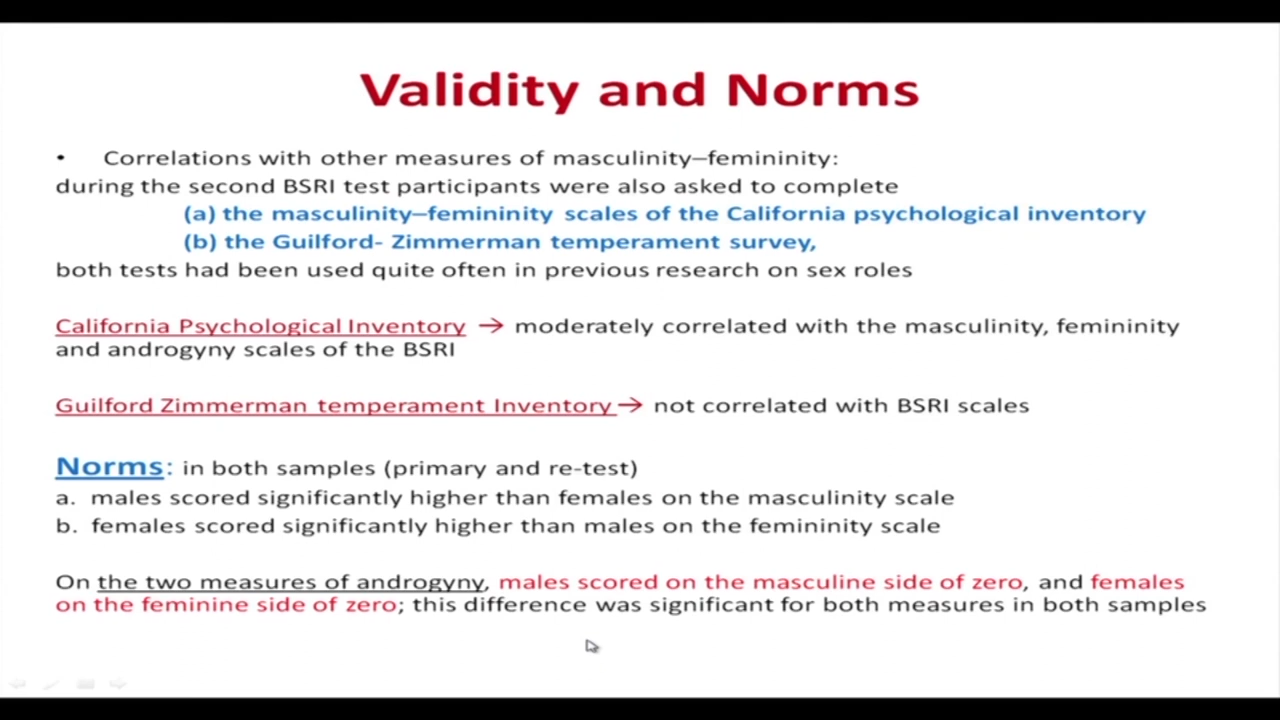 Validity and Norms
• Correlations with other measures of masculinity–femininity:
during the second BSRI test participants were also asked to complete
(a) the masculinity–femininity scales of the California psychological inventory
(b) the Guilford- Zimmerman temperament survey,
both tests had been used quite often in previous research on sex roles
California Psychological Inventory → moderately correlated with the masculinity, femininity
and androgyny scales of the BSRI
Guilford Zimmerman temperament Inventory → not correlated with BSRI scales
Norms: in both samples (primary and re-test)
a. males scored significantly higher than females on the masculinity scale
b. females scored significantly higher than males on the femininity scale
On the two measures of androgyny, males scored on the masculine side of zero, and females
on the feminine side of zero; this difference was significant for both measures in both samples